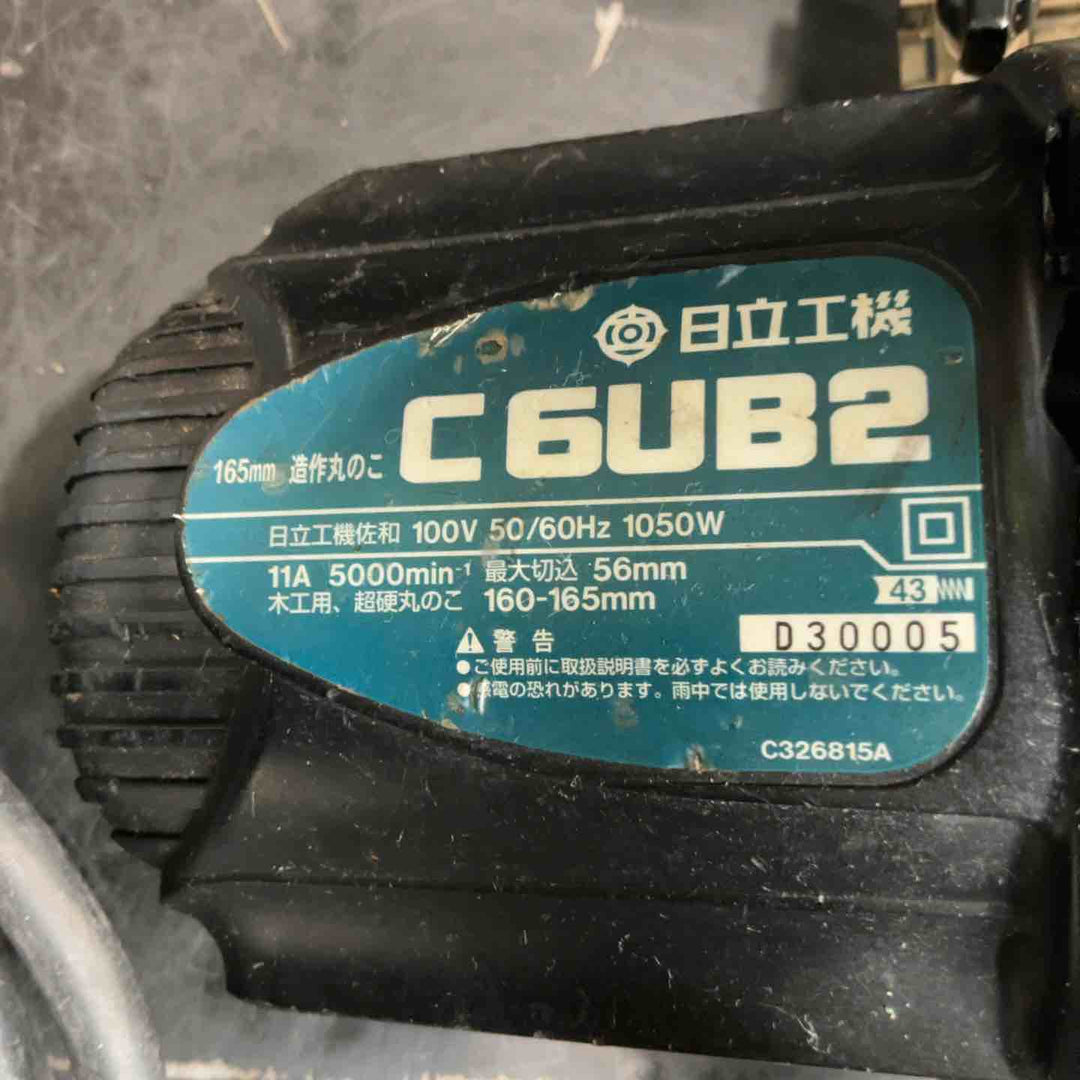 日立工機
165mm 造作丸のこ C6UB2
日立工機佐和 100V 50/60Hz 1050W
11A 5000min⁻¹ 最大切込 56mm
木工用、超硬丸のこ 160-165mm
43
D30005
警告
●ご使用前に取扱説明書を必ずよくお読みください。
●感電の恐れがあります。雨中では使用しないでください。
C326815A